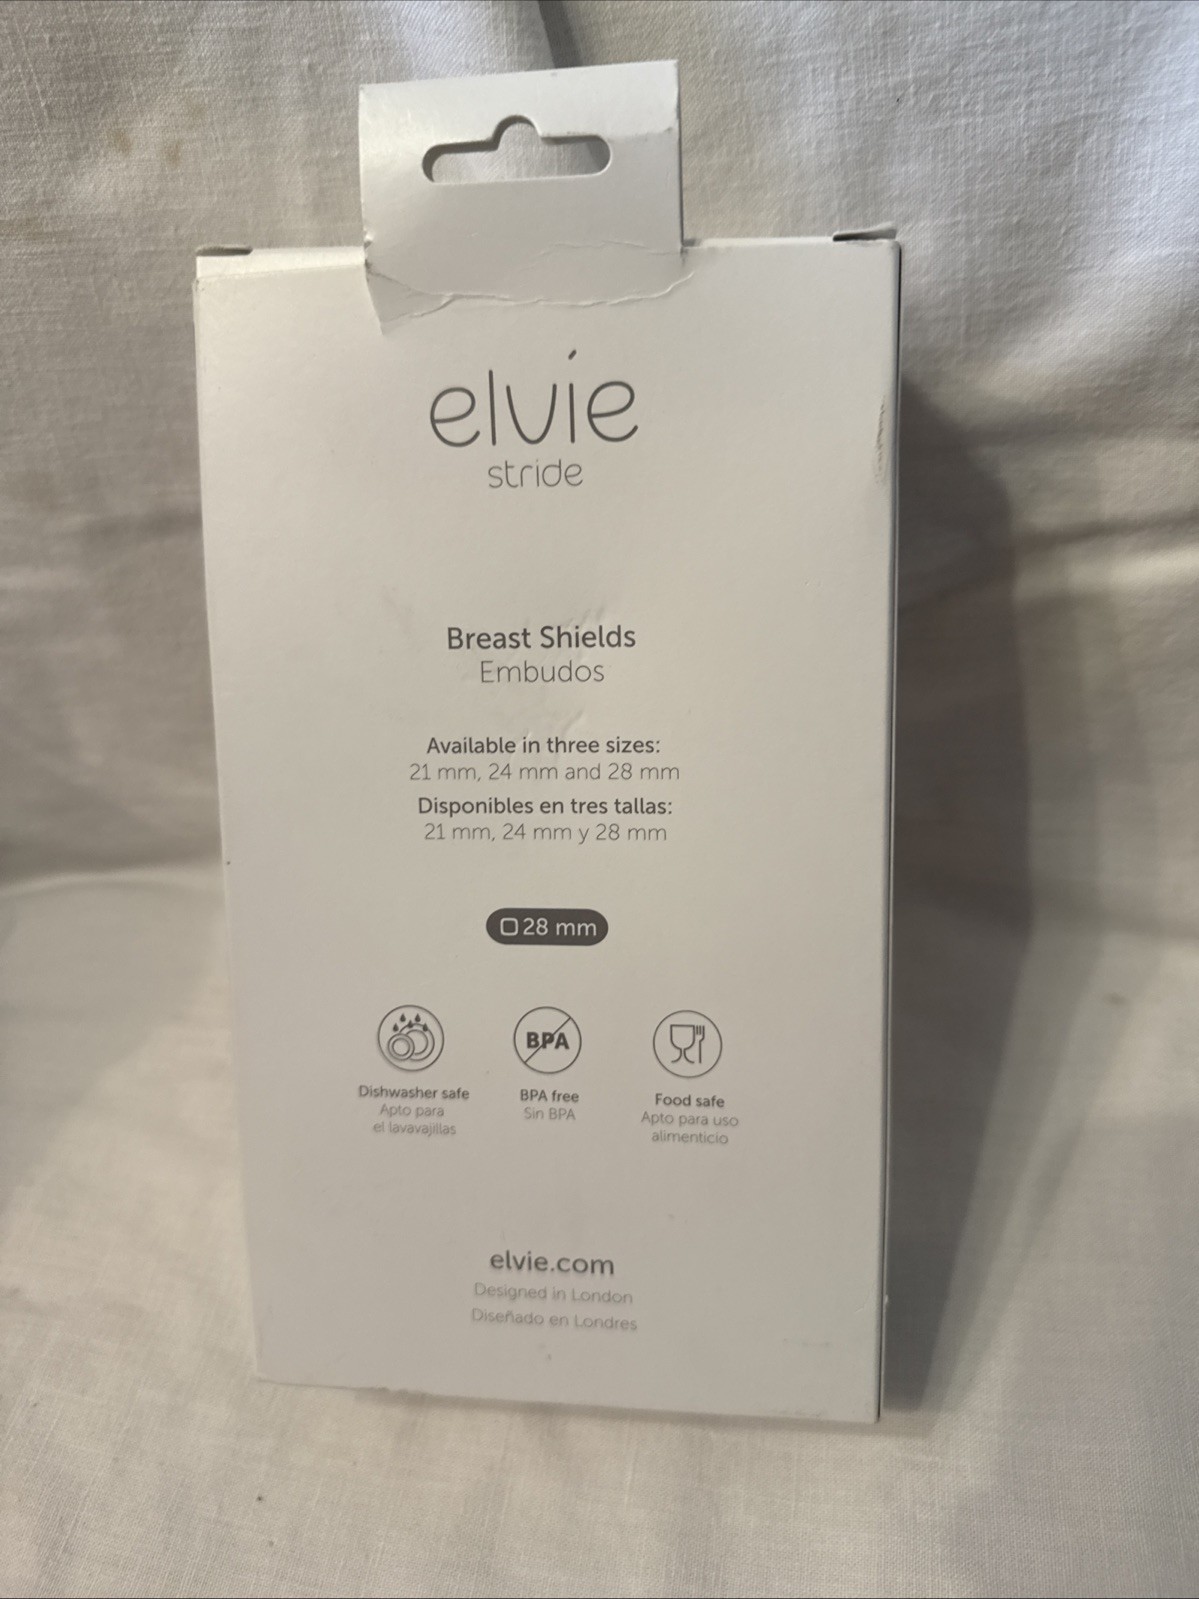 elvie
stride
Breast Shields
Embudos
Available in three sizes:
21 mm, 24 mm and 28 mm
Disponibles en tres tallas:
21 mm, 24 mm y 28 mm
28 mm
BPA
Dishwasher safe
Apto para
el lavavajillas
BPA free
Sin BPA
Food safe
Apto para uso
alimenticio
elvie.com
Designed in London
Diseñado en Londres